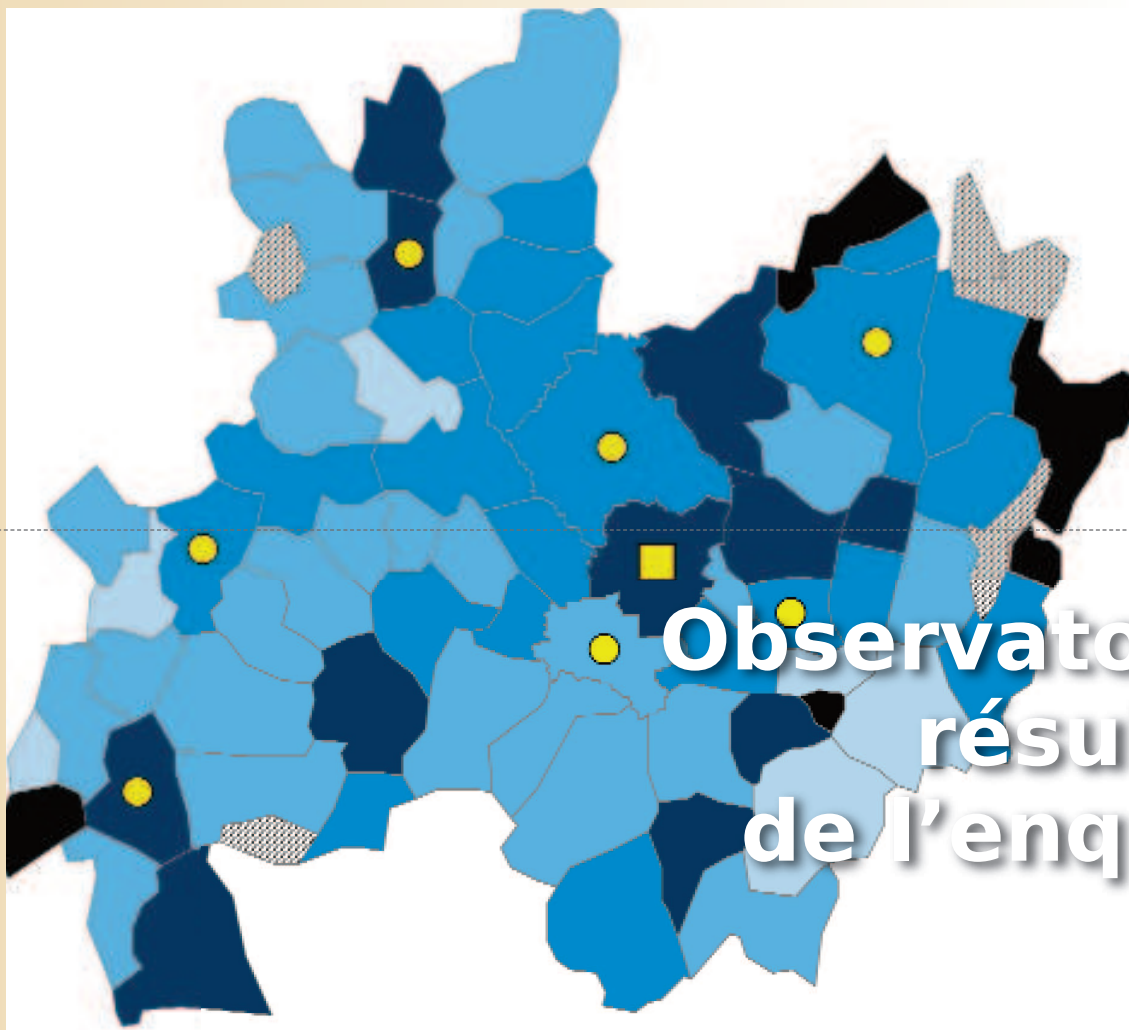 Observato
résu
de l’enq